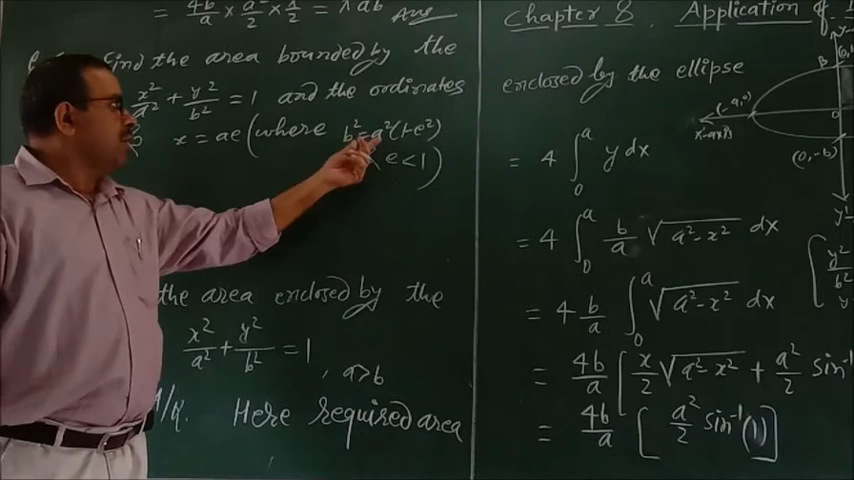 = 4b/a × a²/2 × π/2 = π ab Ans
find the area bounded by the
x²/a² + y²/b² = 1 and the ordinates
x = ae (where b² = a²(1-e²)
e < 1)
the area enclosed by the
x²/a² + y²/b² = 1
, a > b
Here required area
Chapter 8, Application of
enclosed by the ellipse
= 4 ∫₀ᵃ y dx
= 4 ∫₀ᵃ b/a √(a²-x²) dx
= 4 b/a ∫₀ᵃ √(a²-x²) dx
= 4b/a [ x/2 √(a² x²) + a²/2 sin⁻¹
= 4b/a [ a²/2 sin⁻¹(1) ]
B
(-a,0)
0
(0,-b)
y'
[ y²/b²
y